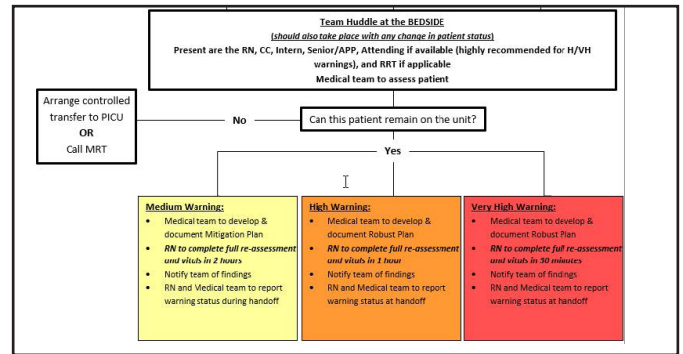 Team Huddle at the BEDSIDE
(should also take place with any change in patient status)
Present are the RN, CC, Intern, Senior/APP, Attending if available (highly recommended for H/VH
warnings), and RRT if applicable
Medical team to assess patient
Arrange controlled
transfer to PICU
OR
Call MRT
No
Can this patient remain on the unit?
Yes
Medium Warning:
• Medical team to develop &
document Mitigation Plan
• RN to complete full re-assessment
and vitals in 2 hours
• Notify team of findings
• RN and Medical team to report
warning status during handoff
High Warning:
• Medical team to develop &
document Robust Plan
• RN to complete full re-assessment
and vitals in 1 hour
• Notify team of findings
• RN and Medical team to report
warning status at handoff
Very High Warning:
• Medical team to develop &
document Robust Plan
• RN to complete full re-assessment
and vitals in 30 minutes
• Notify team of findings
• RN and Medical team to report
warning status at handoff